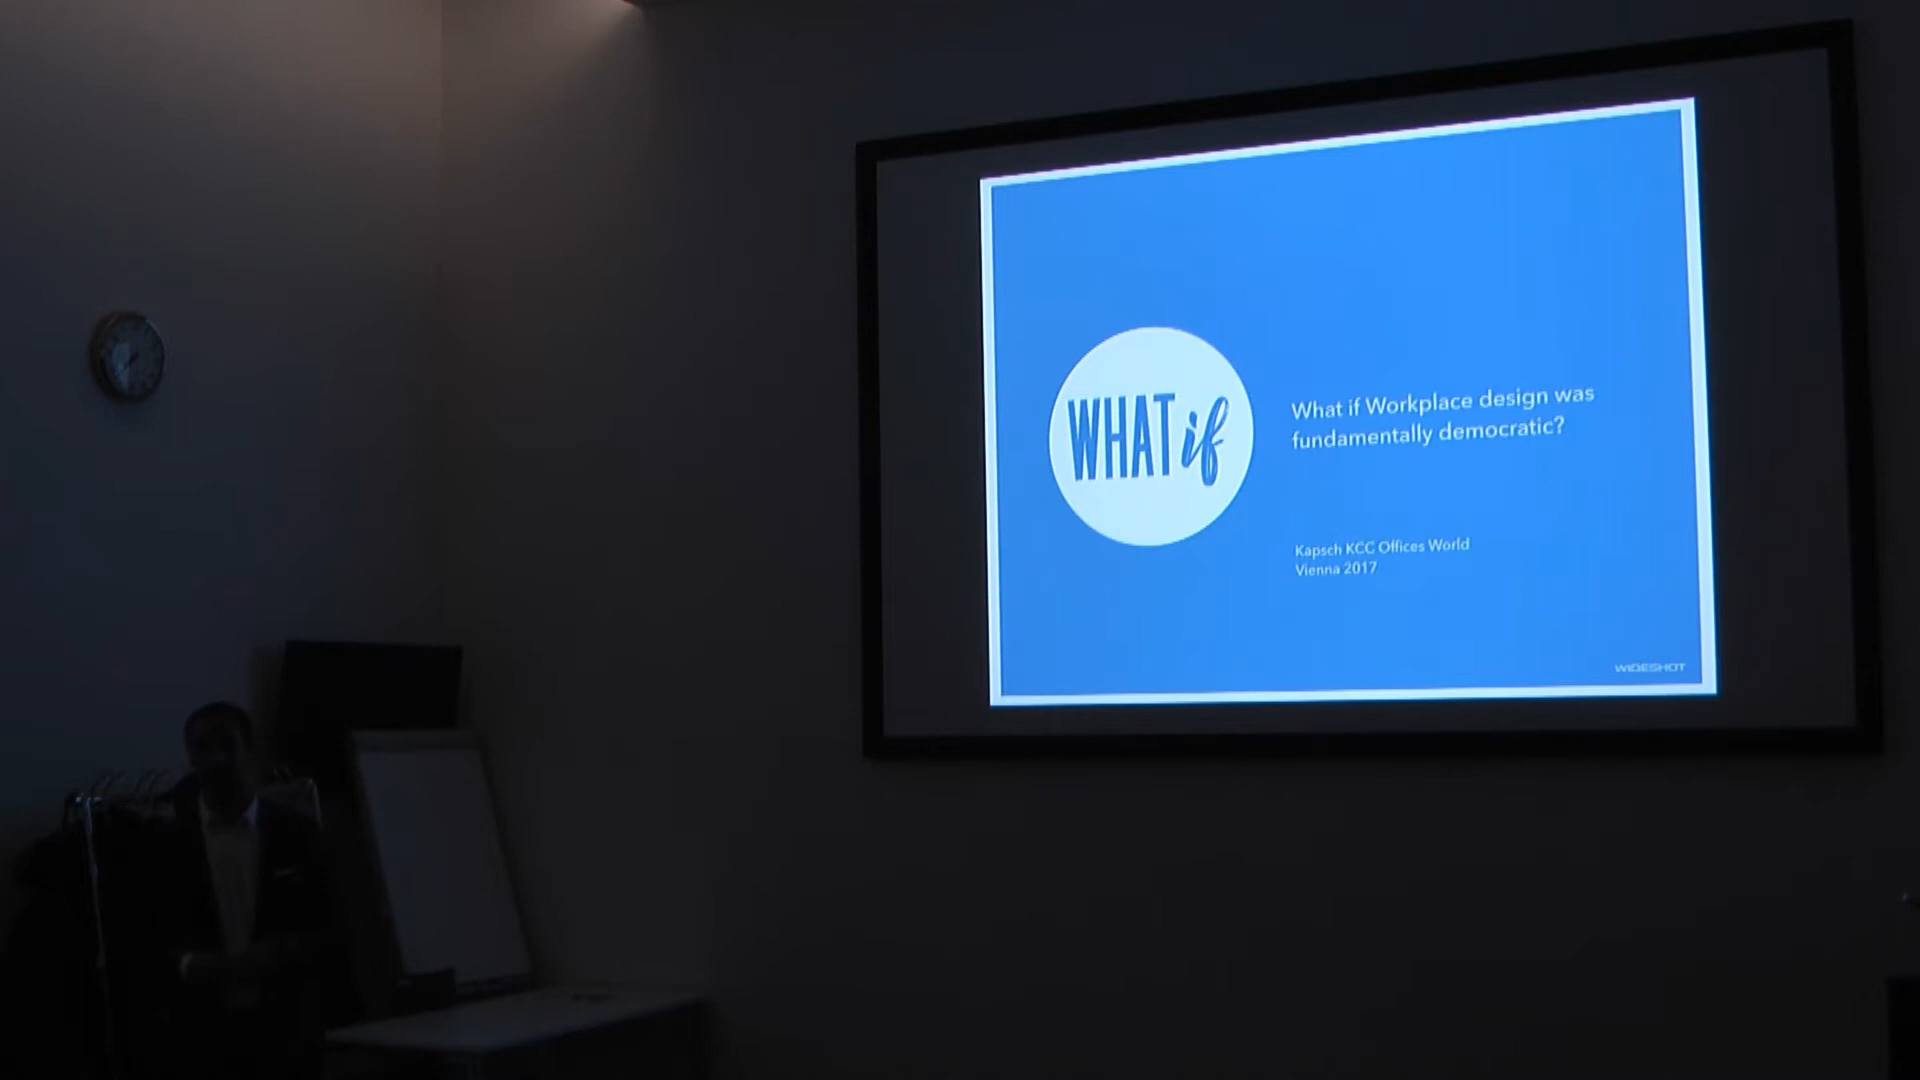 WHAT if
What if Workplace design was
fundamentally democratic?
Kapsch KCC Offices World
Vienna 2017
WIDESHOT